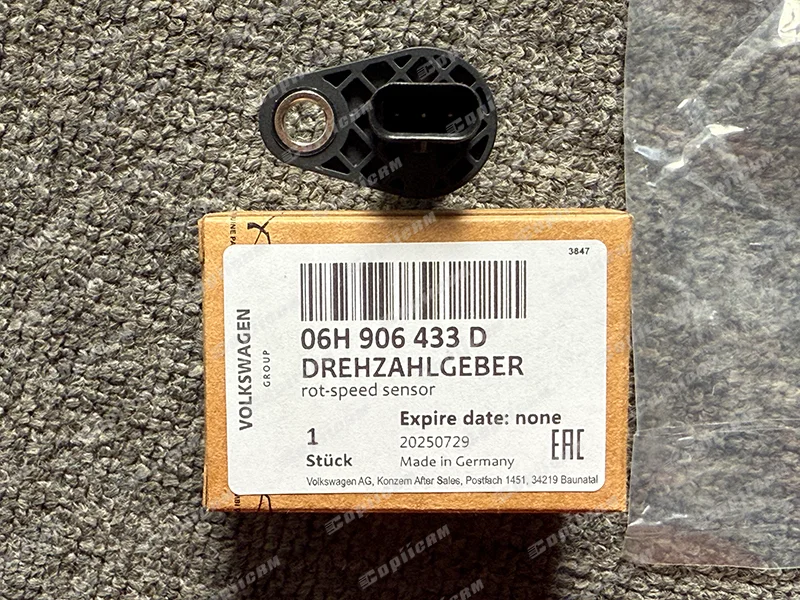 3847
VOLKSWAGEN
GROUP
06H 906 433 D
DREHZAHLGEBER
rot-speed sensor
Expire date: none
1
20250729
EAC
Stück
Made in Germany
Volkswagen AG, Konzern After Sales, Postfach 1451, 34219 Baunatal
CopiiCRM